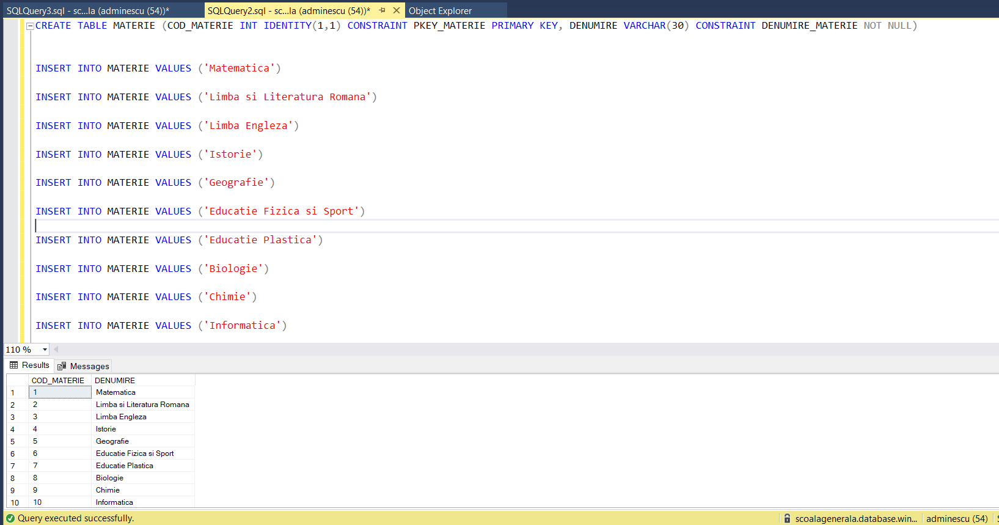 SQLQuery3.sql - sc...la (adminescu (54))* SQLQuery2.sql - sc...la (adminescu (54))* Object Explorer
CREATE TABLE MATERIE (COD_MATERIE INT IDENTITY(1,1) CONSTRAINT PKEY_MATERIE PRIMARY KEY, DENUMIRE VARCHAR(30) CONSTRAINT DENUMIRE_MATERIE NOT NULL)
INSERT INTO MATERIE VALUES ('Matematica')
INSERT INTO MATERIE VALUES ('Limba si Literatura Romana')
INSERT INTO MATERIE VALUES ('Limba Engleza')
INSERT INTO MATERIE VALUES ('Istorie')
INSERT INTO MATERIE VALUES ('Geografie')
INSERT INTO MATERIE VALUES ('Educatie Fizica si Sport')
INSERT INTO MATERIE VALUES ('Educatie Plastica')
INSERT INTO MATERIE VALUES ('Biologie')
INSERT INTO MATERIE VALUES ('Chimie')
INSERT INTO MATERIE VALUES ('Informatica')
110 %
Results Messages
COD_MATERIE DENUMIRE
1 1 Matematica
2 2 Limba si Literatura Romana
3 3 Limba Engleza
4 4 Istorie
5 5 Geografie
6 6 Educatie Fizica si Sport
7 7 Educatie Plastica
8 8 Biologie
9 9 Chimie
10 10 Informatica
Query executed successfully. scoalagenerala.database.win... adminescu (54)